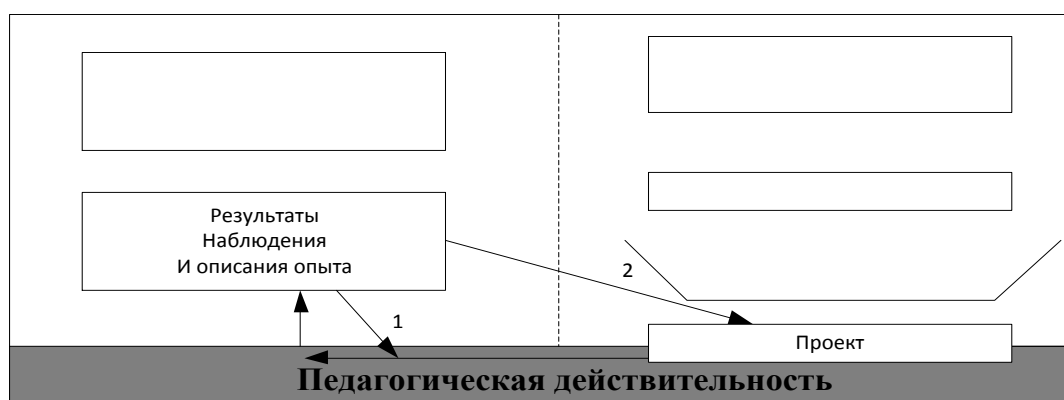 Результаты
Наблюдения
И описания опыта
2
1
Проект
Педагогическая действительность